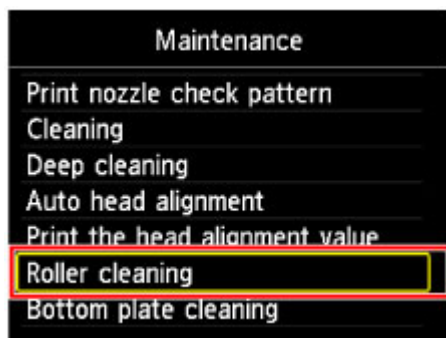 Maintenance
Print nozzle check pattern
Cleaning
Deep cleaning
Auto head alignment
Print the head alignment value
Roller cleaning
Bottom plate cleaning